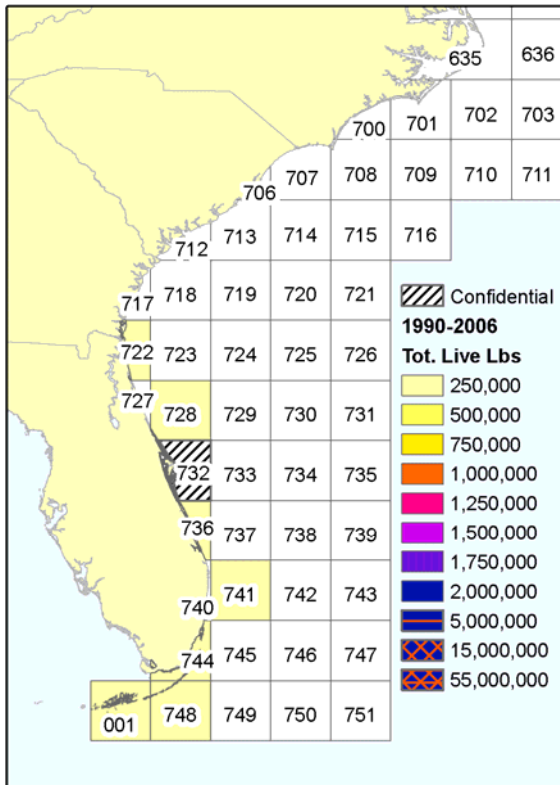 635 636
700 701 702 703
706 707 708 709 710 711
712 713 714 715 716
717 718 719 720 721
722 723 724 725 726
727 728 729 730 731
732 733 734 735
736 737 738 739
740 741 742 743
744 745 746 747
001 748 749 750 751
Confidential
1990-2006
Tot. Live Lbs
250,000
500,000
750,000
1,000,000
1,250,000
1,500,000
1,750,000
2,000,000
5,000,000
15,000,000
55,000,000